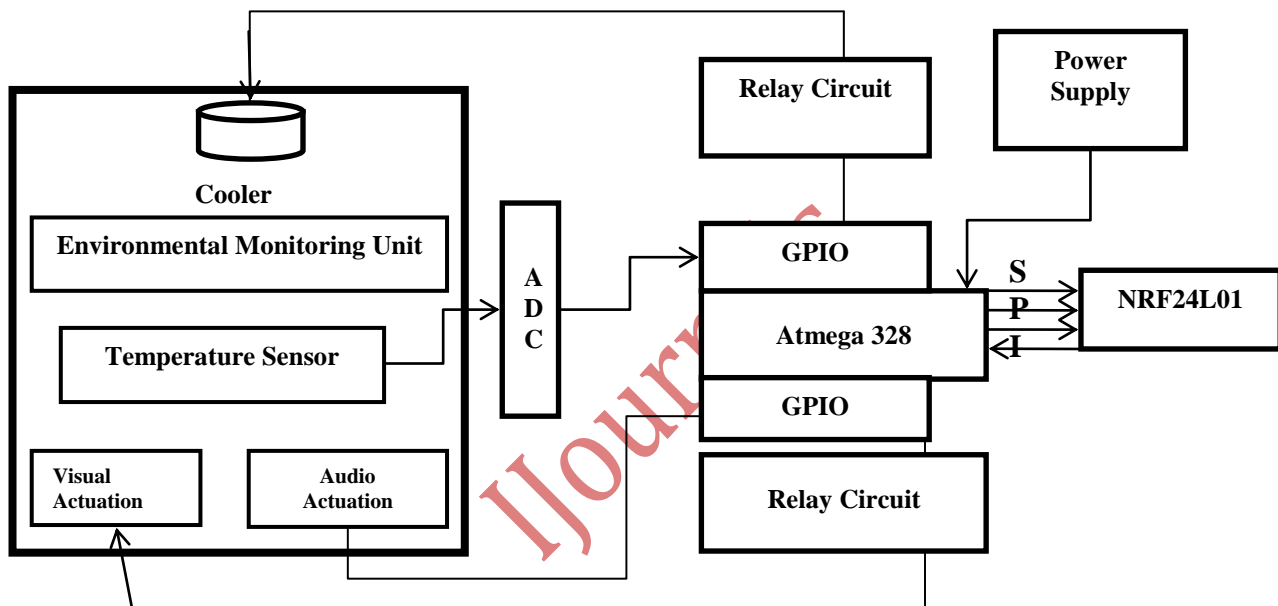 Relay Circuit
Power
Supply
Cooler
Environmental Monitoring Unit
A
D
C
GPIO
S
P
I
NRF24L01
Temperature Sensor
Atmega 328
GPIO
Visual
Actuation
Audio
Actuation
Relay Circuit